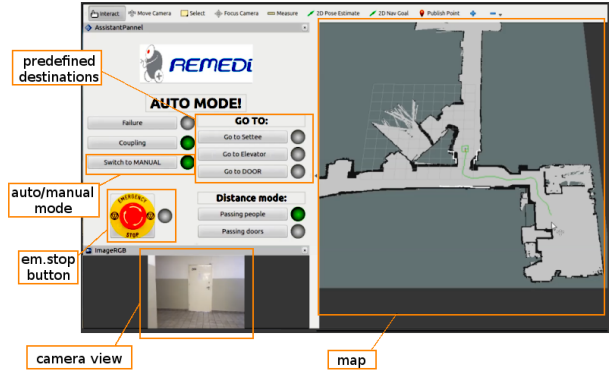 Interact Move Camera Select Focus Camera Measure 2D Pose Estimate 2D Nav Goal Publish Point
AssistantPannel
predefined
destinations
REMEDi
AUTO MODE!
Failure
GO TO:
Coupling
Go to Settee
Switch to MANUAL
Go to Elevator
Go to DOOR
auto/manual
mode
EMERGENCY
STOP
Distance mode:
Passing people
Passing doors
em.stop
button
ImageRGB
camera view
map